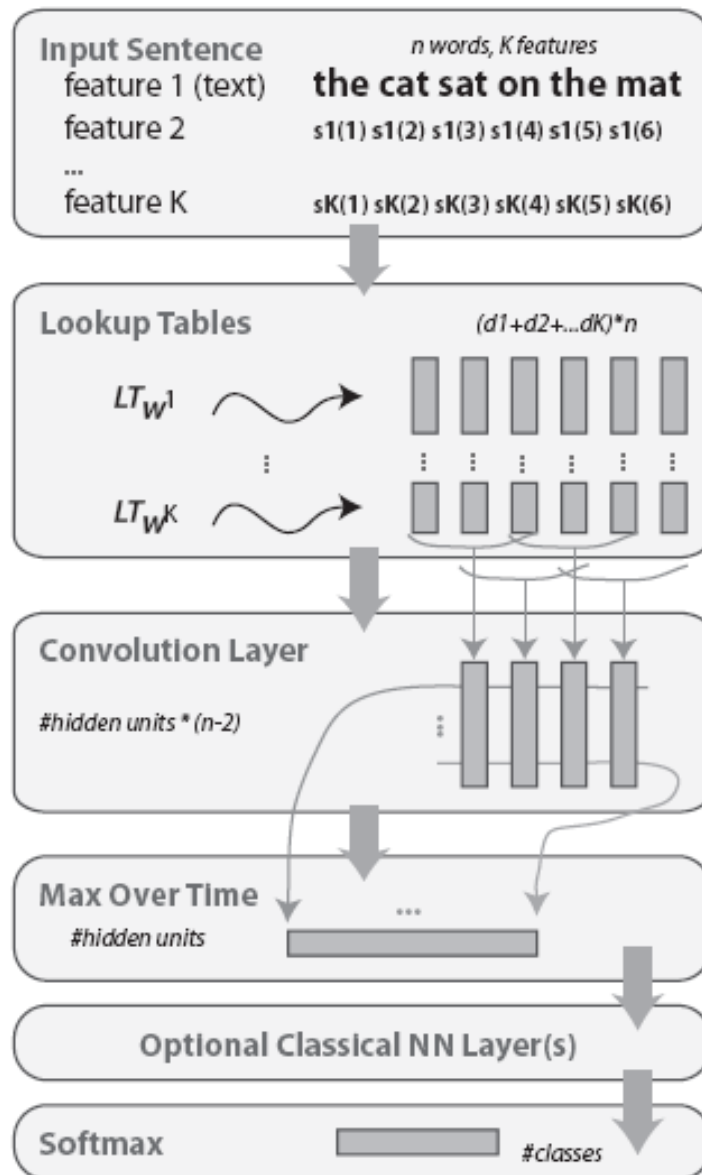 Input Sentence
n words, K features
feature 1 (text) the cat sat on the mat
feature 2 s1(1) s1(2) s1(3) s1(4) s1(5) s1(6)
...
feature K sK(1) sK(2) sK(3) sK(4) sK(5) sK(6)
Lookup Tables
(d1+d2+...dK)*n
LT_W^1
LT_W^K
Convolution Layer
#hidden units * (n-2)
Max Over Time
#hidden units
Optional Classical NN Layer(s)
Softmax
#classes